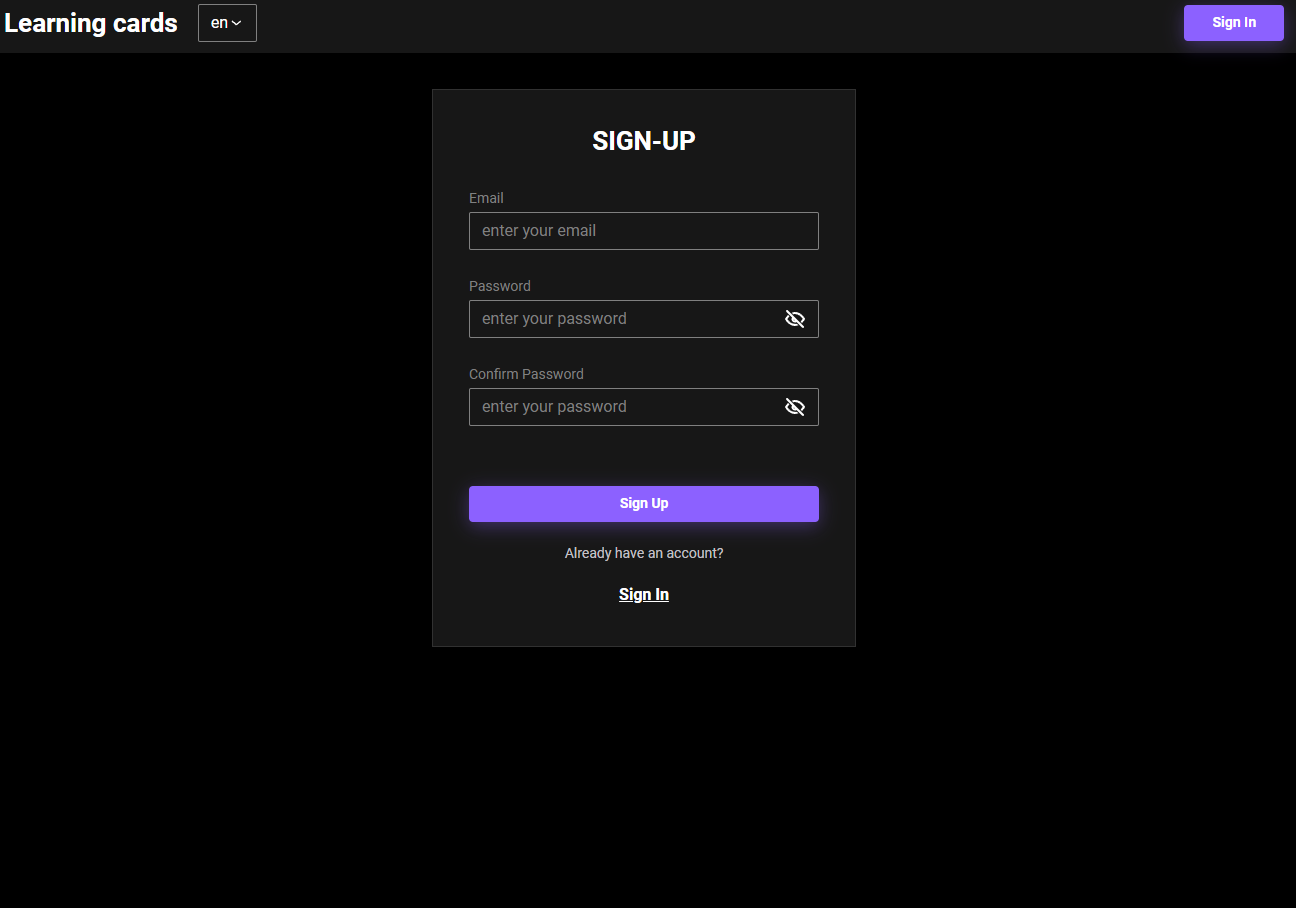 Learning cards
en
Sign In
SIGN-UP
Email
enter your email
Password
enter your password
Confirm Password
enter your password
Sign Up
Already have an account?
Sign In